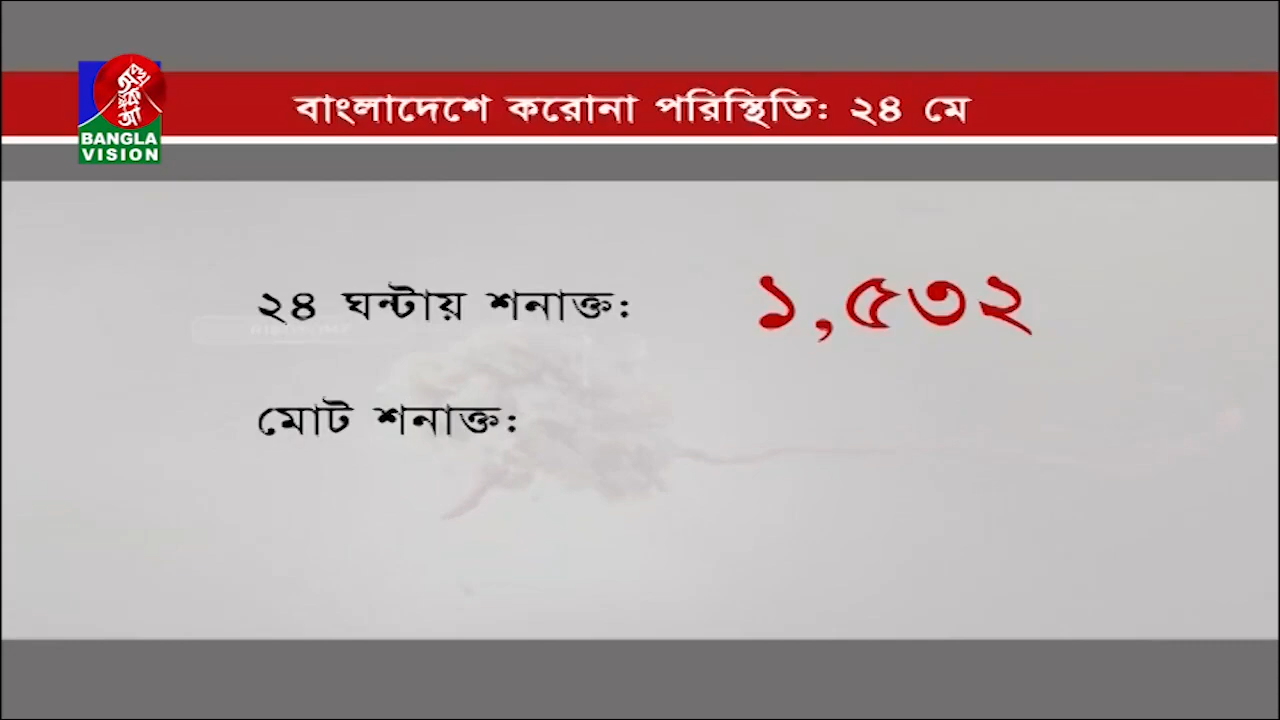 বাংলাদেশে করোনা পরিস্থিতি: ২৪ মে
BANGLA
VISION
২৪ ঘন্টায় শনাক্ত: ১,৫৩২
মোট শনাক্ত: